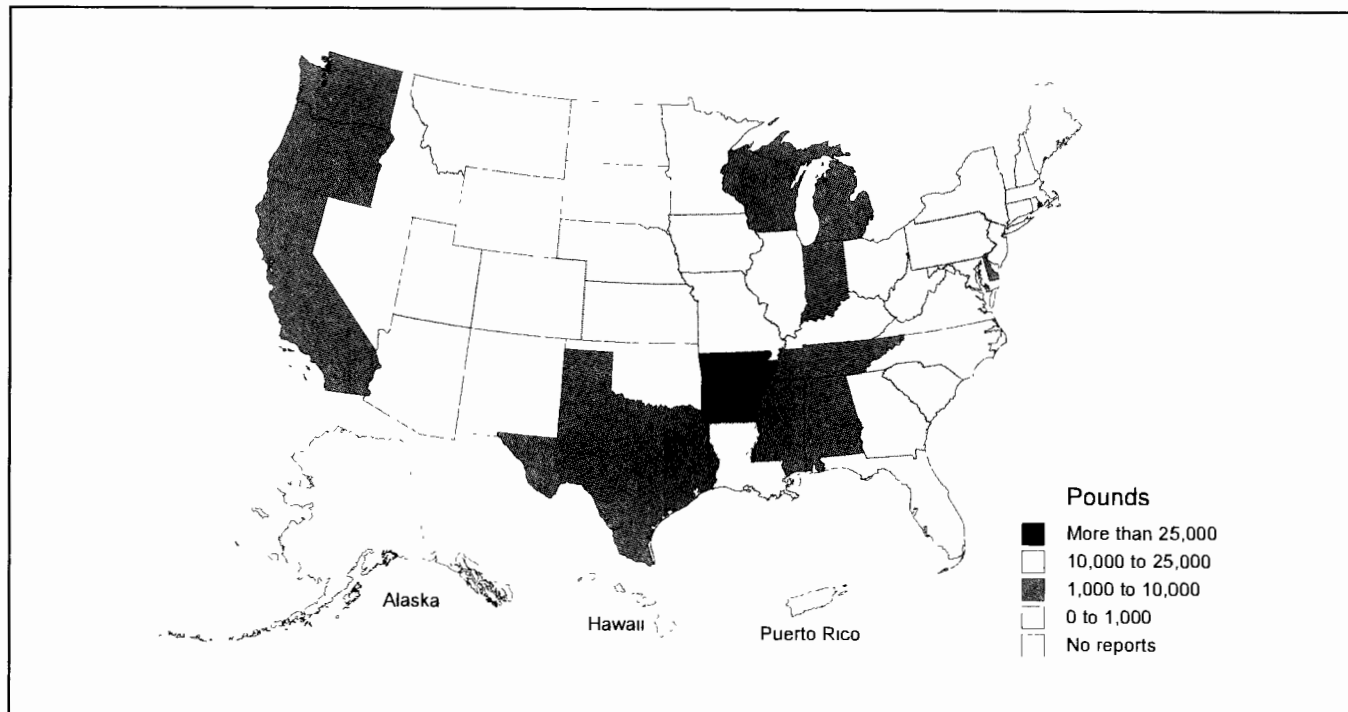 Pounds
More than 25,000
10,000 to 25,000
1,000 to 10,000
0 to 1,000
No reports
Alaska
Hawaii
Puerto Rico